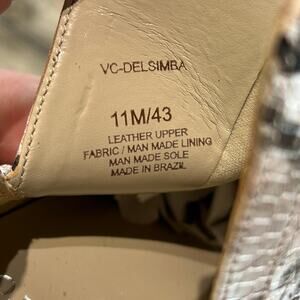 VC-DELSIMBA
11M/43
LEATHER UPPER
FABRIC / MAN MADE LINING
MAN MADE SOLE
MADE IN BRAZIL